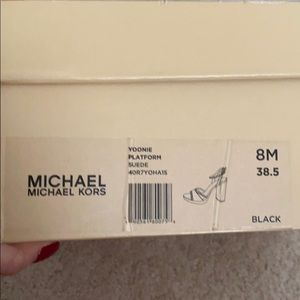 MICHAEL
MICHAEL KORS
YOONIE
PLATFORM
SUEDE
40R7YOHA1S
8M
38.5
BLACK